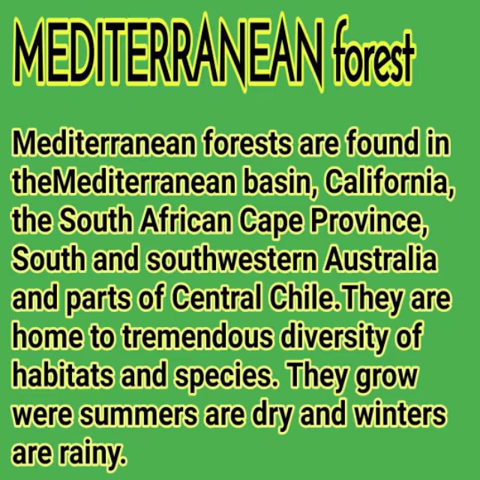 MEDITERRANEAN forest
Mediterranean forests are found in
theMediterranean basin, California,
the South African Cape Province,
South and southwestern Australia
and parts of Central Chile.They are
home to tremendous diversity of
habitats and species. They grow
were summers are dry and winters
are rainy.